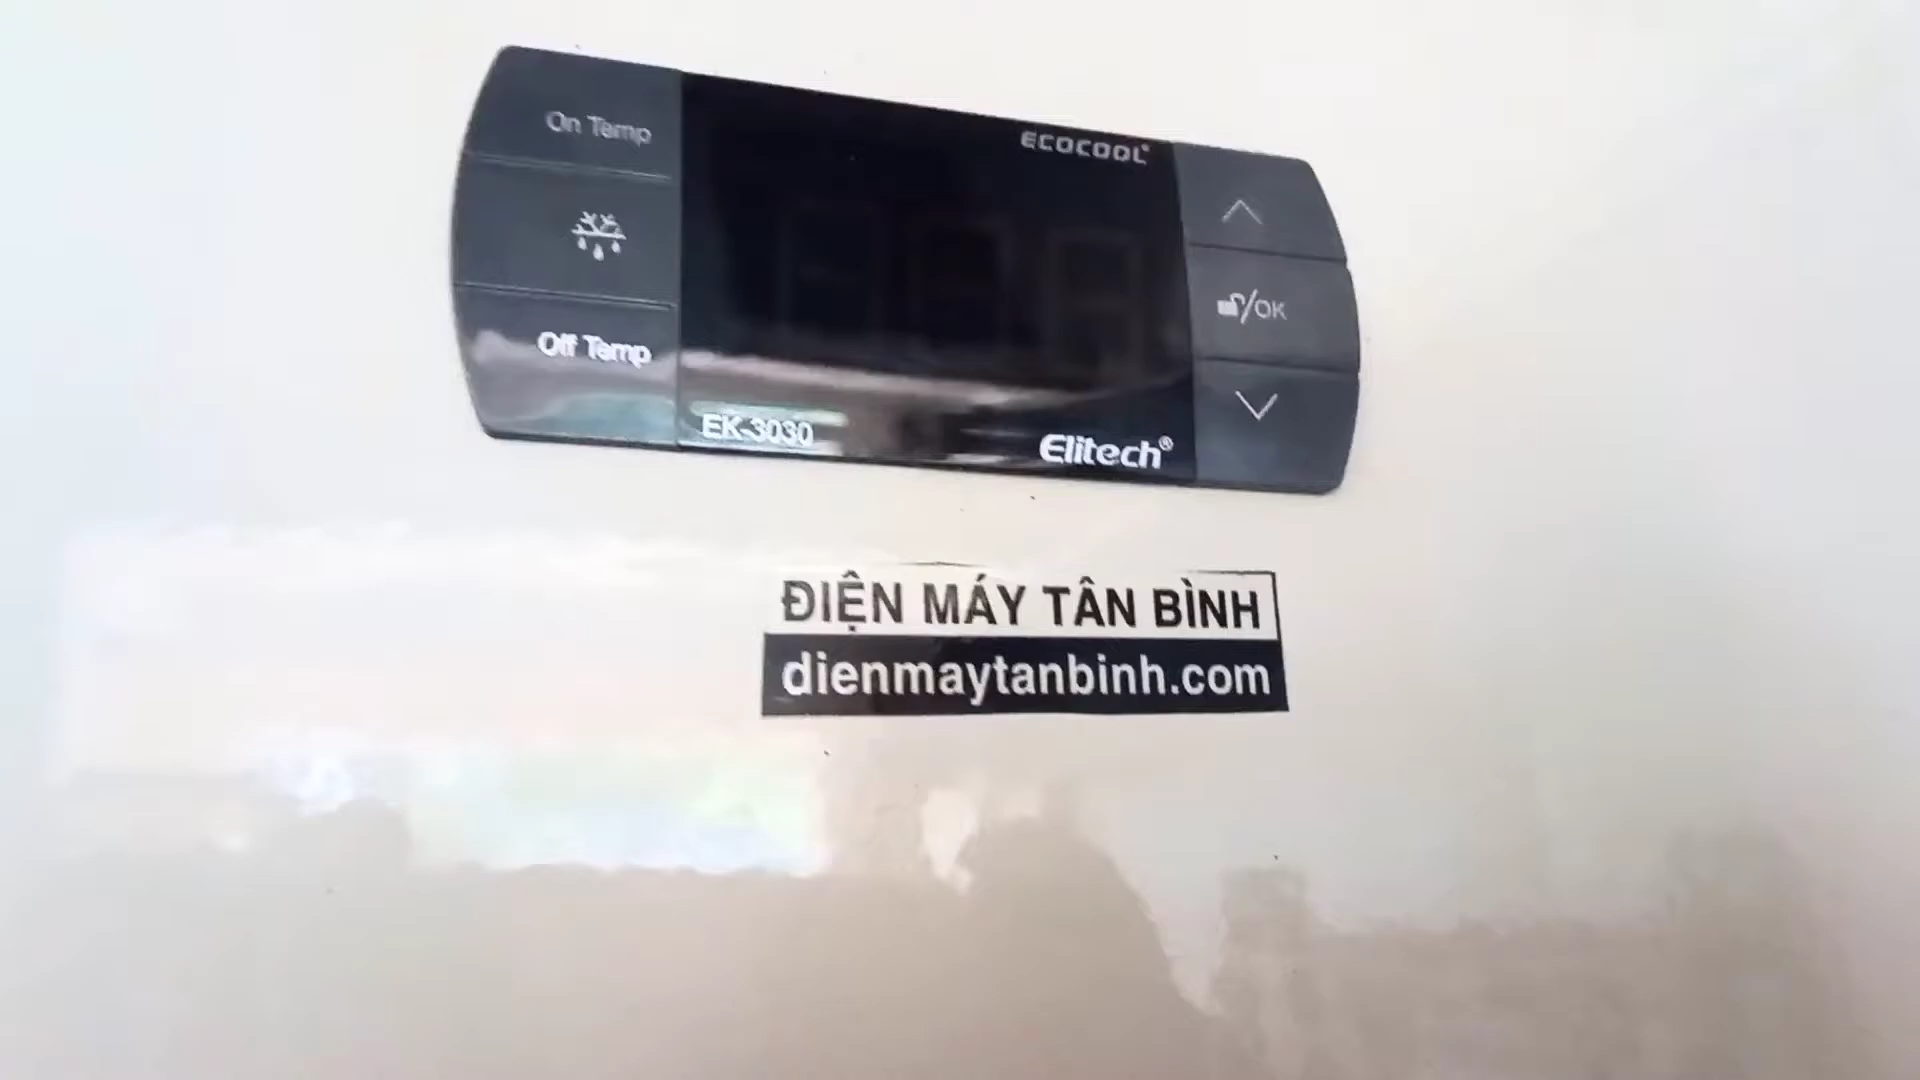 On Temp
ECOCOOL®
/OK
Off Temp
EK-3030
Elitech®
ĐIỆN MÁY TÂN BÌNH
dienmaytanbinh.com